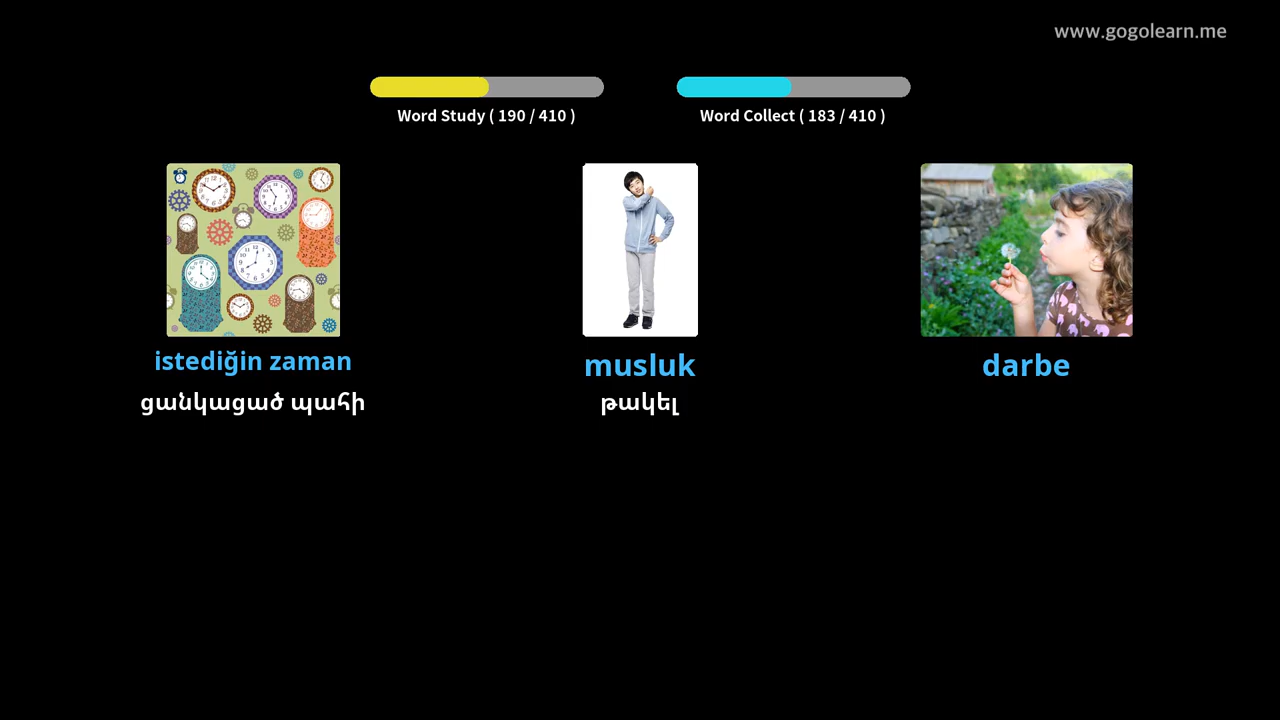 www.gogolearn.me
Word Study ( 190 / 410 )
Word Collect ( 183 / 410 )
istediğin zaman
musluk
darbe
ցանկացած պահի
թակել